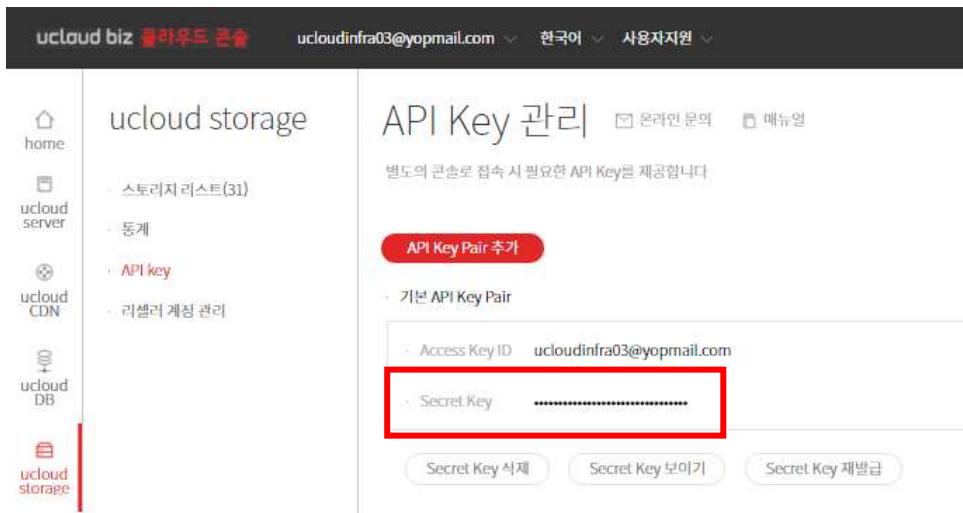 ucloud biz 클라우드 콘솔 ucloudinfra03@yopmail.com 한국어 사용자지원
home
ucloud
server
ucloud
CDN
ucloud
DB
ucloud
storage
ucloud storage
· 스토리지 리스트(31)
· 통계
· API key
· 리셀러 계정 관리
API Key 관리 온라인 문의 매뉴얼
별도의 콘솔로 접속 시 필요한 API Key를 제공합니다
API Key Pair 추가
· 기본 API Key Pair
· Access Key ID ucloudinfra03@yopmail.com
· Secret Key ••••••••••••••••••••••••••••••••
Secret Key 삭제 Secret Key 보이기 Secret Key 재발급